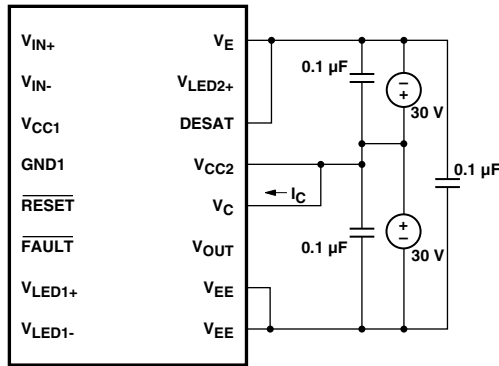 VIN+ VE
0.1 µF
VIN- VLED2+
30 V
VCC1 DESAT
GND1 VCC2
0.1 µF
RESET VC
IC
FAULT VOUT
0.1 µF
30 V
VLED1+ VEE
VLED1- VEE